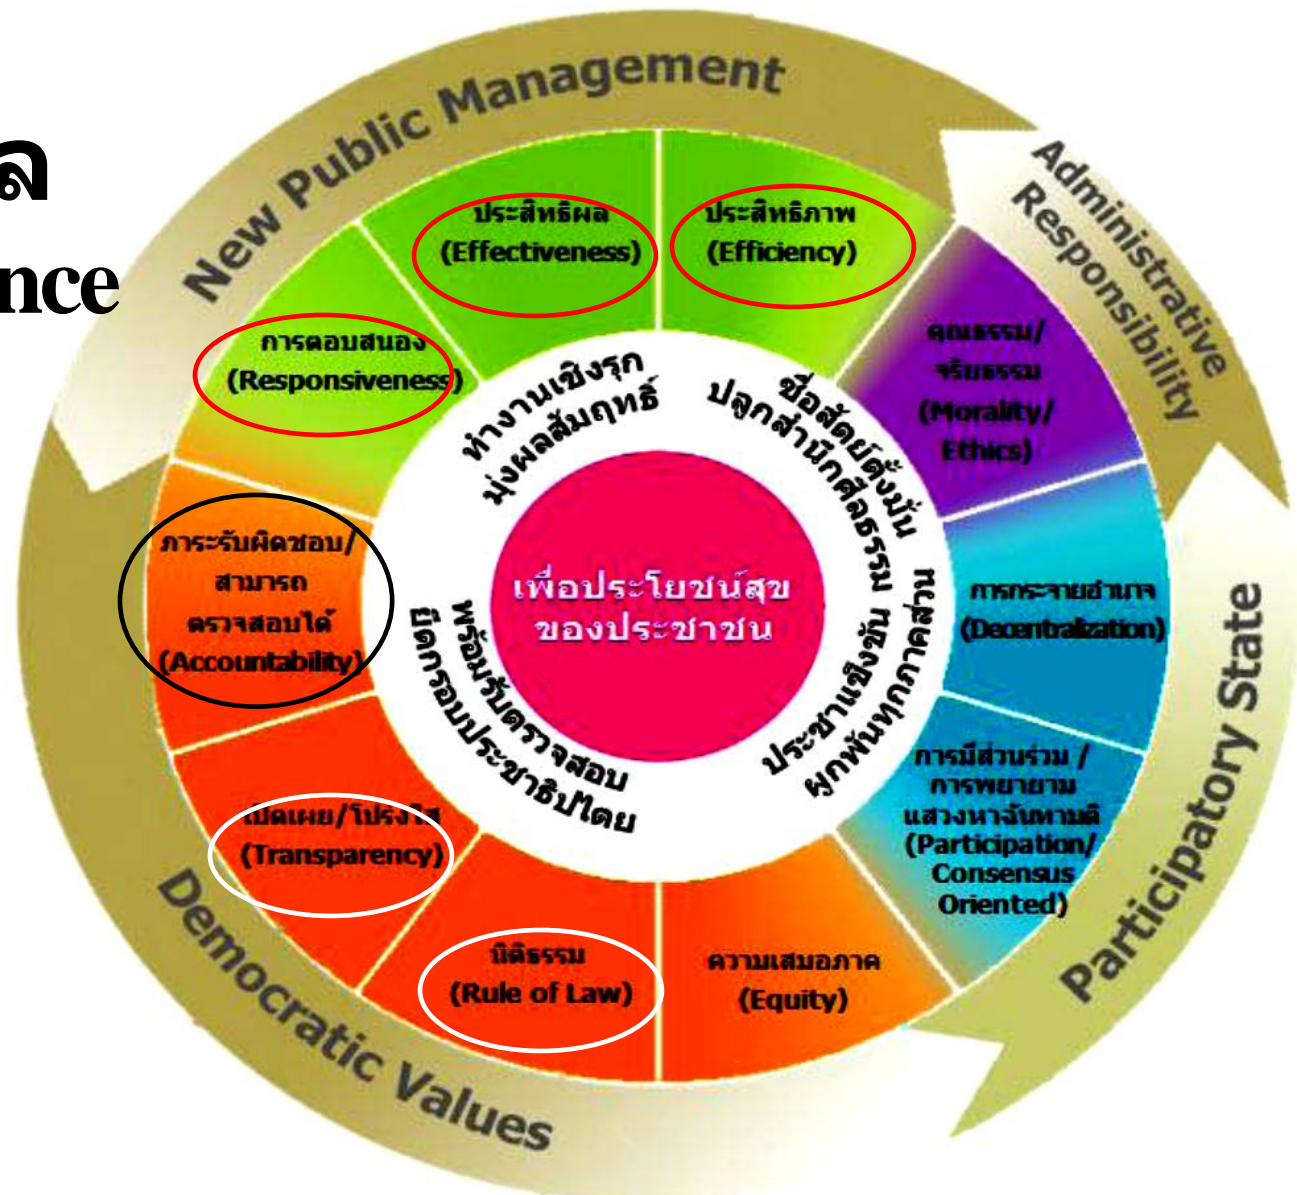 ล
nce
New Public Management
Administrative
Responsibility
Participatory State
Democratic Values
ประสิทธิผล
(Effectiveness)
ประสิทธิภาพ
(Efficiency)
การตอบสนอง
(Responsiveness)
คุณธรรม/
จริยธรรม
(Morality/
Ethics)
ภาระรับผิดชอบ/
สามารถ
ตรวจสอบได้
(Accountability)
การกระจายอำนาจ
(Decentralization)
เปิดเผย/โปร่งใส
(Transparency)
การมีส่วนร่วม /
การพยายาม
แสวงหาฉันทามติ
(Participation/
Consensus
Oriented)
นิติธรรม
(Rule of Law)
ความเสมอภาค
(Equity)
ทำงานเชิงรุก
มุ่งผลสัมฤทธิ์
ซื่อสัตย์ตั้งมั่น
ปลูกสำนึกศีลธรรม
ประชาแข็งขัน
ผูกพันทุกภาคส่วน
พร้อมรับตรวจสอบ
ยึดกรอบประชาธิปไตย
เพื่อประโยชน์สุข
ของประชาชน